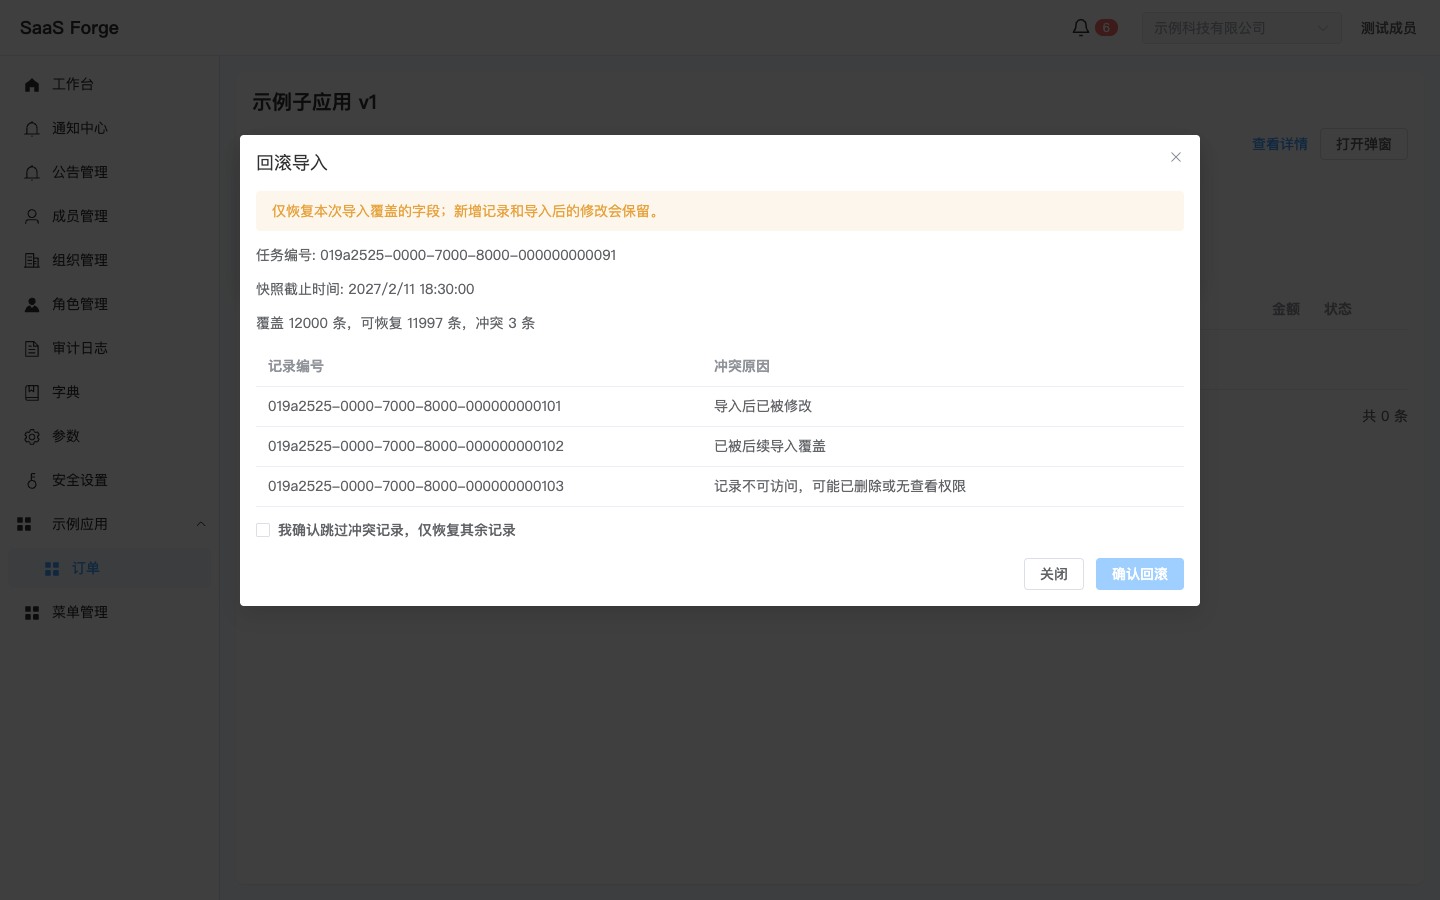 SaaS Forge
6
示例科技有限公司
测试成员
工作台
通知中心
公告管理
成员管理
组织管理
角色管理
审计日志
字典
参数
安全设置
示例应用
订单
菜单管理
示例子应用 v1
查看详情
打开弹窗
金额 状态
共 0 条
回滚导入
仅恢复本次导入覆盖的字段；新增记录和导入后的修改会保留。
任务编号: 019a2525-0000-7000-8000-000000000091
快照截止时间: 2027/2/11 18:30:00
覆盖 12000 条，可恢复 11997 条，冲突 3 条
记录编号 冲突原因
019a2525-0000-7000-8000-000000000101 导入后已被修改
019a2525-0000-7000-8000-000000000102 已被后续导入覆盖
019a2525-0000-7000-8000-000000000103 记录不可访问，可能已删除或无查看权限
我确认跳过冲突记录，仅恢复其余记录
关闭
确认回滚